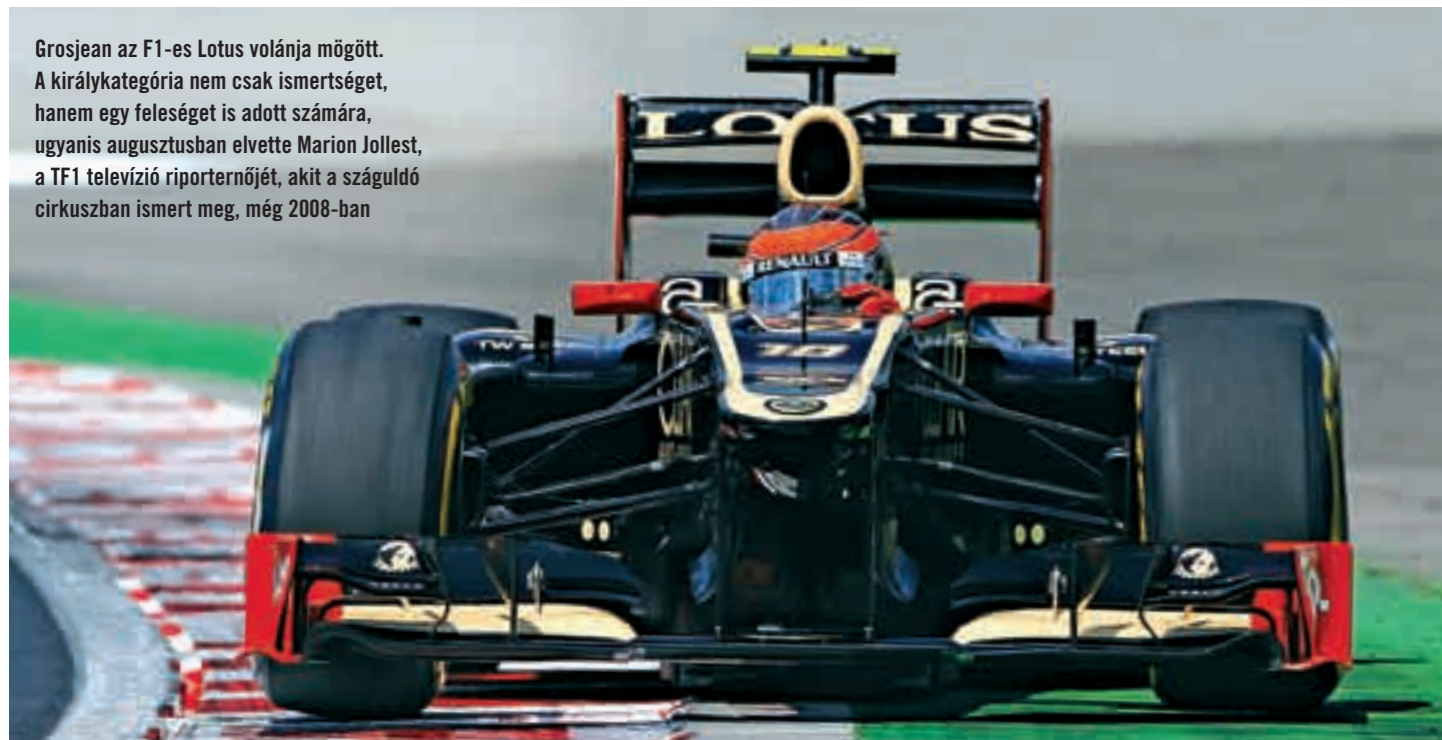 Grosjean az F1-es Lotus volánja mögött.
A királykategória nem csak ismertséget,
hanem egy feleséget is adott számára,
ugyanis augusztusban elvette Marion Jollest,
a TF1 televízió riporternőjét, akit a száguldó
cirkuszban ismert meg, még 2008-ban
LOTUS
RENAULT
10